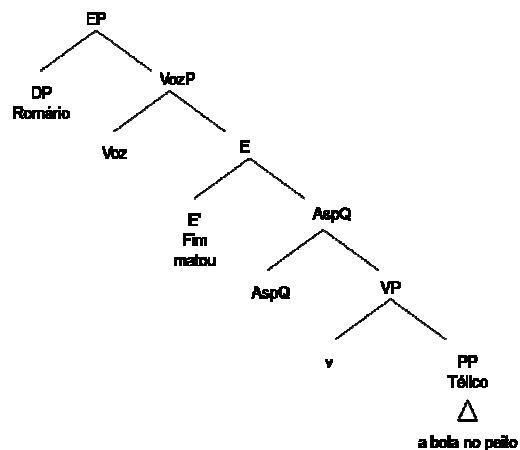 EP
DP
Romário
VozP
Voz
E
E'
Fim
matou
AspQ
AspQ
VP
v
PP
Télico
a bola no peito